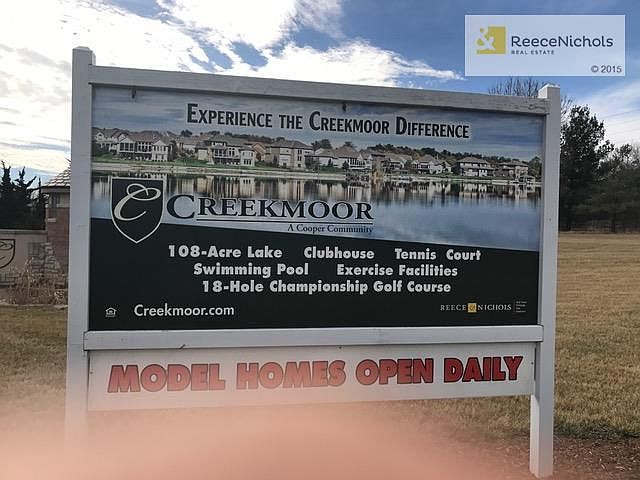 & ReeceNichols
REAL ESTATE
© 2015
EXPERIENCE THE CREEKMOOR DIFFERENCE
C CREEKMOOR
A Cooper Community
108-Acre Lake Clubhouse Tennis Court
Swimming Pool Exercise Facilities
18-Hole Championship Golf Course
Creekmoor.com
REECE & NICHOLS
MODEL HOMES OPEN DAILY